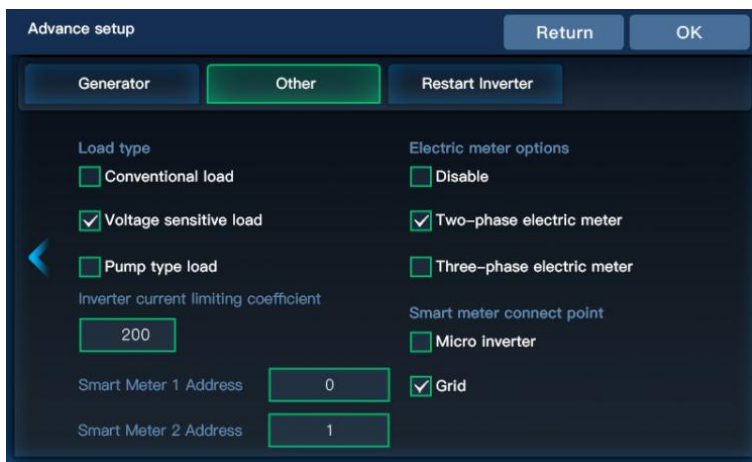 Advance setup
Return
OK
Generator
Other
Restart Inverter
Load type
Conventional load
Voltage sensitive load
Pump type load
Inverter current limiting coefficient
200
Smart Meter 1 Address
0
Smart Meter 2 Address
1
Electric meter options
Disable
Two-phase electric meter
Three-phase electric meter
Smart meter connect point
Micro inverter
Grid